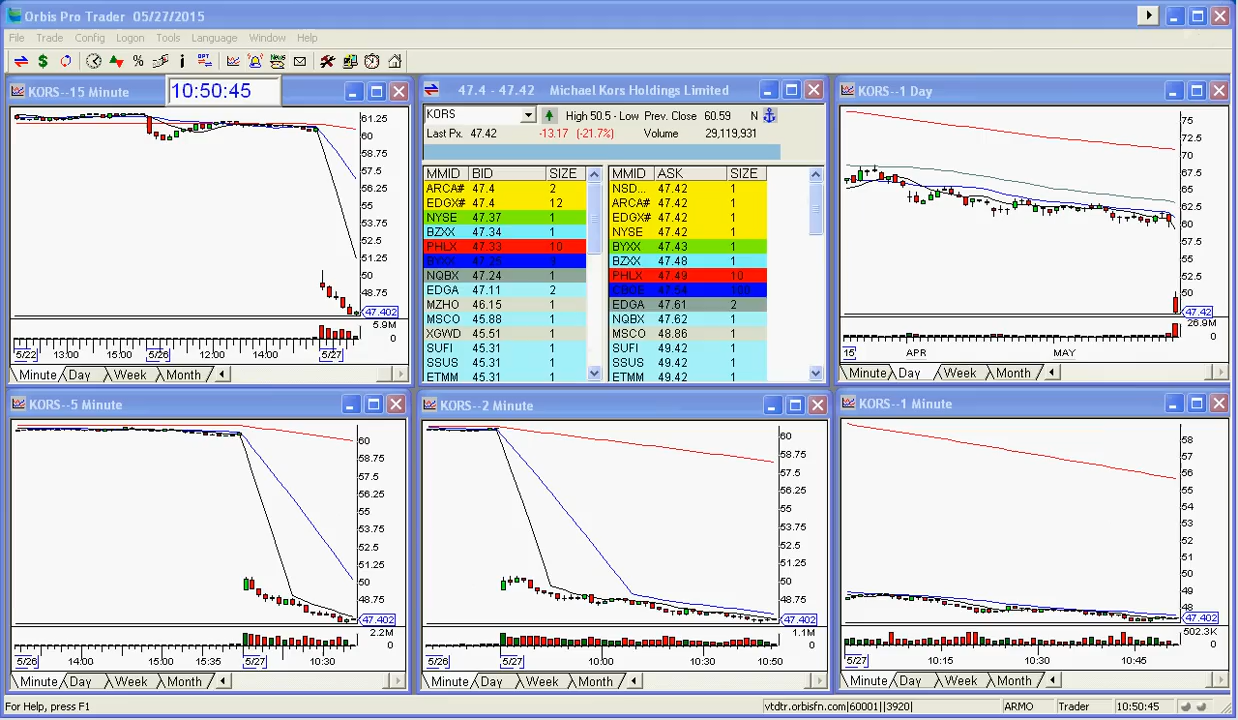 Orbis Pro Trader 05/27/2015
File Trade Config Logon Tools Language Window Help
KORS--15 Minute
10:50:45
61.25
60
58.75
57.5
56.25
55
53.75
52.5
51.25
50
48.75
47.402
5.9M
0
5/22 13:00 15:00 5/26 12:00 14:00 5/27
Minute Day Week Month
47.4 - 47.42 Michael Kors Holdings Limited
KORS High 50.5 - Low Prev. Close 60.59 N
Last Px. 47.42 -13.17 (-21.7%) Volume 29,119,931
MMID BID SIZE MMID ASK SIZE
ARCA# 47.4 2 NSD... 47.42 1
EDGX# 47.4 12 ARCA# 47.42 1
NYSE 47.37 1 EDGX# 47.42 1
BZXX 47.34 1 NYSE 47.42 1
PHLX 47.33 10 BYXX 47.43 1
BYXX 47.25 BZXX 47.48 1
NQBX 47.24 1 PHLX 47.49 10
EDGA 47.11 2 CBOE 47.54 100
MZHO 46.15 1 EDGA 47.61 2
MSCO 45.88 1 NQBX 47.62 1
XGWD 45.51 1 MSCO 48.86 1
SUFI 45.31 1 SUFI 49.42 1
SSUS 45.31 1 SSUS 49.42 1
ETMM 45.31 1 ETMM 49.42 1
KORS--1 Day
75
72.5
70
67.5
65
62.5
60
57.5
55
52.5
50
47.42
26.9M
0
15 APR MAY
Minute Day Week Month
KORS--5 Minute
60
58.75
57.5
56.25
55
53.75
52.5
51.25
50
48.75
47.402
2.2M
0
5/26 14:00 15:00 15:35 5/27 10:30
Minute Day Week Month
KORS--2 Minute
60
58.75
57.5
56.25
55
53.75
52.5
51.25
50
48.75
47.402
1.1M
0
5/26 5/27 10:00 10:30 10:50
Minute Day Week Month
KORS--1 Minute
58
57
56
55
54
53
52
51
50
49
48
47.402
502.3K
0
5/27 10:15 10:30 10:45
Minute Day Week Month
For Help, press F1 vtdtr.orbisfn.com|60001||3920| ARMO Trader 10:50:45